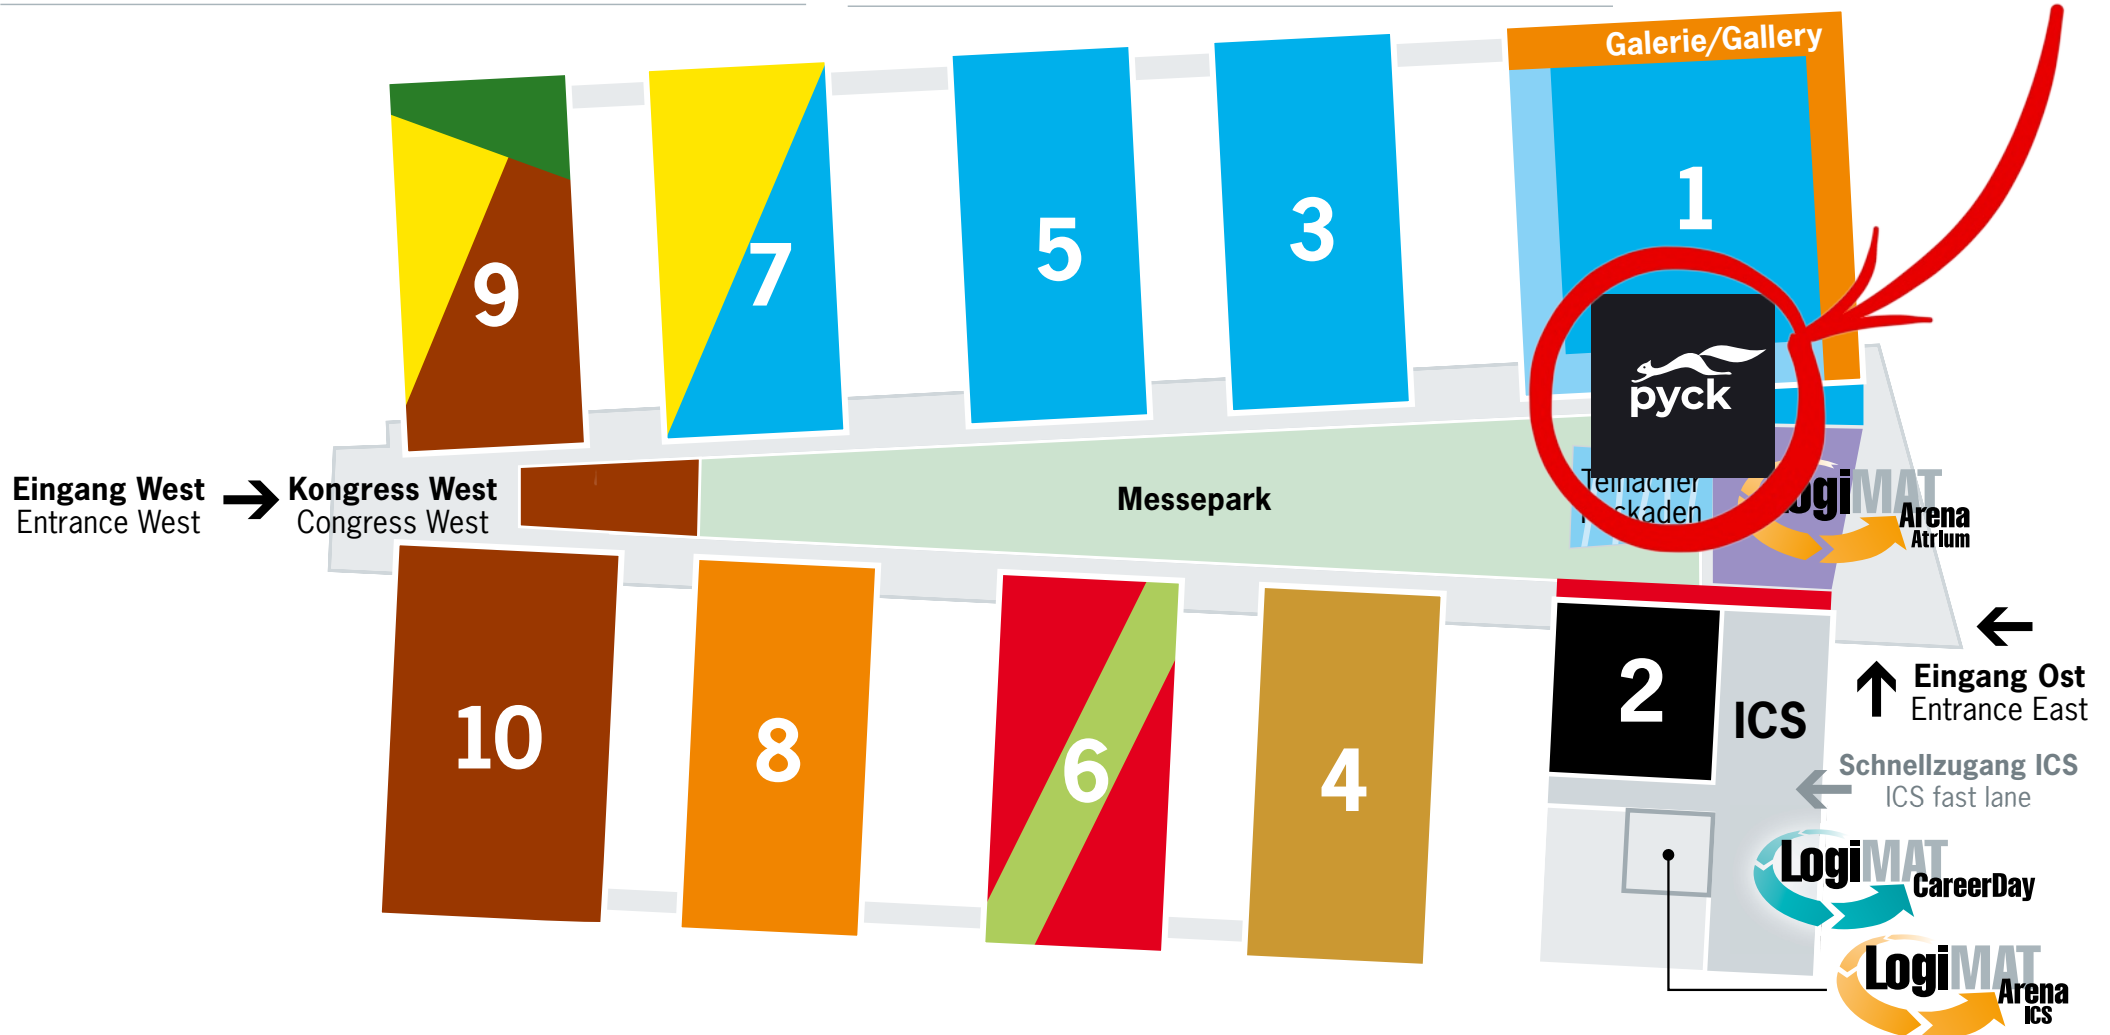 Galerie/Gallery
1
3
5
7
9
pyck
Eingang West
Entrance West
Kongress West
Congress West
Messepark
Teinacher
LogiMAT
Arena
Atrium
10
8
6
4
2
ICS
Eingang Ost
Entrance East
Schnellzugang ICS
ICS fast lane
LogiMAT
CareerDay
LogiMAT
Arena
ICS